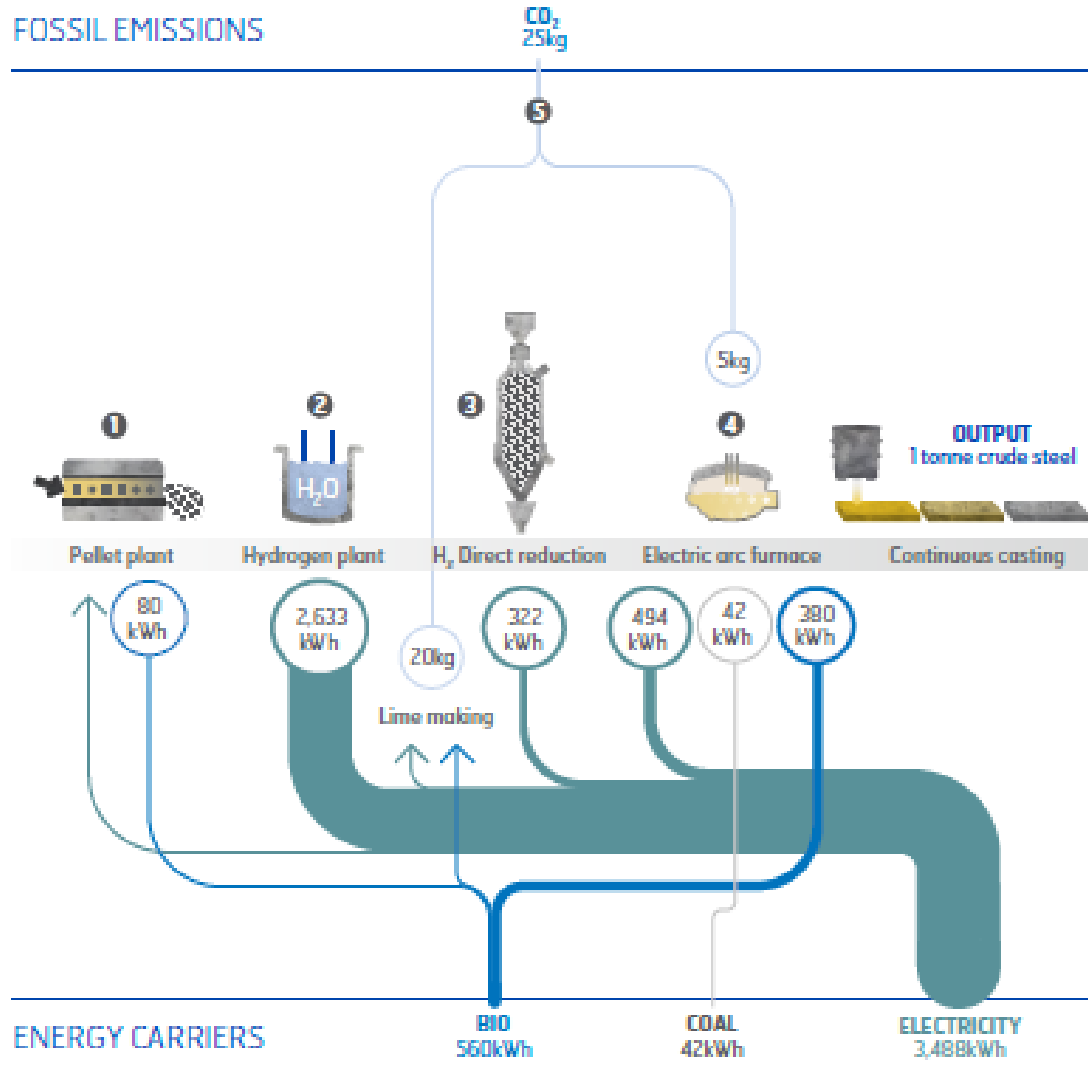 FOSSIL EMISSIONS
CO₂
25kg
5
5kg
3
2
1
4
OUTPUT
1 tonne crude steel
H₂O
Pellet plant
Hydrogen plant
H₂ Direct reduction
Electric arc furnace
Continuous casting
80
kWh
2,633
kWh
322
kWh
494
kWh
42
kWh
380
kWh
20kg
Lime making
ENERGY CARRIERS
BIO
560kWh
COAL
42kWh
ELECTRICITY
3,488kWh